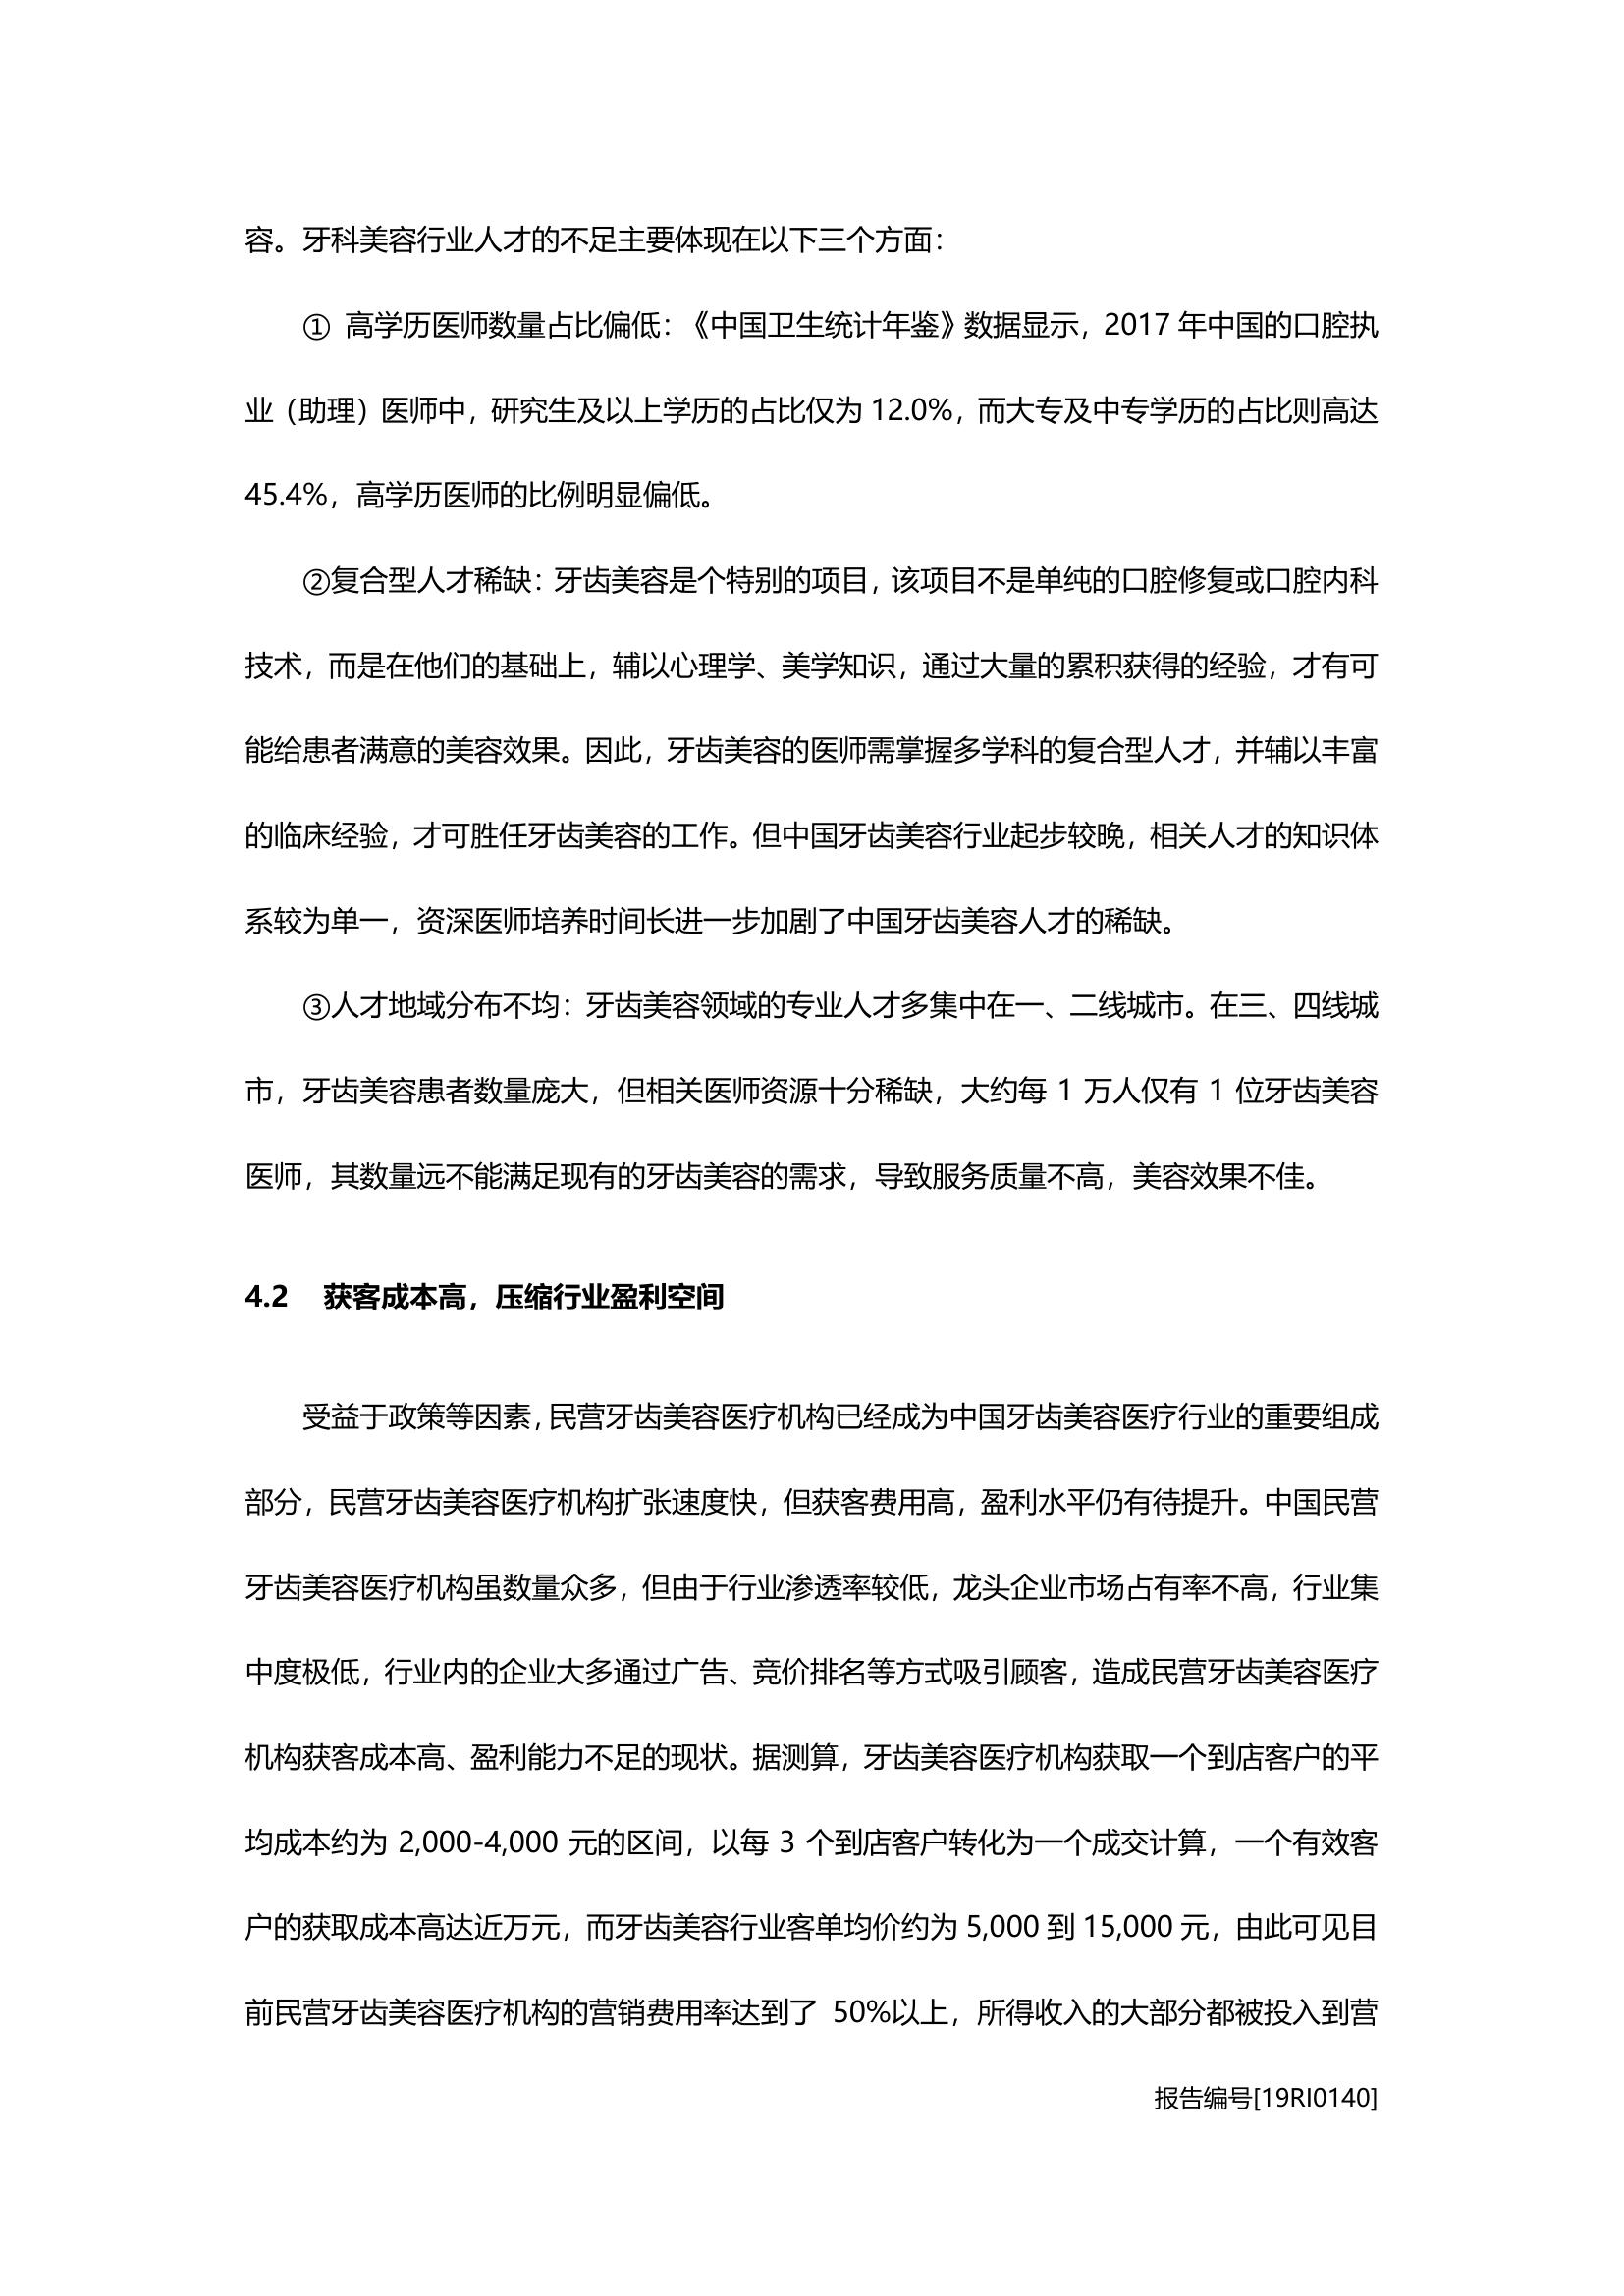 容。牙科美容行业人才的不足主要体现在以下三个方面：
① 高学历医师数量占比偏低：《中国卫生统计年鉴》数据显示，2017 年中国的口腔执
业（助理）医师中，研究生及以上学历的占比仅为 12.0%，而大专及中专学历的占比则高达
45.4%，高学历医师的比例明显偏低。
②复合型人才稀缺：牙齿美容是个特别的项目，该项目不是单纯的口腔修复或口腔内科
技术，而是在他们的基础上，辅以心理学、美学知识，通过大量的累积获得的经验，才有可
能给患者满意的美容效果。因此，牙齿美容的医师需掌握多学科的复合型人才，并辅以丰富
的临床经验，才可胜任牙齿美容的工作。但中国牙齿美容行业起步较晚，相关人才的知识体
系较为单一，资深医师培养时间长进一步加剧了中国牙齿美容人才的稀缺。
③人才地域分布不均：牙齿美容领域的专业人才多集中在一、二线城市。在三、四线城
市，牙齿美容患者数量庞大，但相关医师资源十分稀缺，大约每 1 万人仅有 1 位牙齿美容
医师，其数量远不能满足现有的牙齿美容的需求，导致服务质量不高，美容效果不佳。
4.2 获客成本高，压缩行业盈利空间
受益于政策等因素，民营牙齿美容医疗机构已经成为中国牙齿美容医疗行业的重要组成
部分，民营牙齿美容医疗机构扩张速度快，但获客费用高，盈利水平仍有待提升。中国民营
牙齿美容医疗机构虽数量众多，但由于行业渗透率较低，龙头企业市场占有率不高，行业集
中度极低，行业内的企业大多通过广告、竞价排名等方式吸引顾客，造成民营牙齿美容医疗
机构获客成本高、盈利能力不足的现状。据测算，牙齿美容医疗机构获取一个到店客户的平
均成本约为 2,000-4,000 元的区间，以每 3 个到店客户转化为一个成交计算，一个有效客
户的获取成本高达近万元，而牙齿美容行业客单均价约为 5,000 到 15,000 元，由此可见目
前民营牙齿美容医疗机构的营销费用率达到了 50%以上，所得收入的大部分都被投入到营
报告编号[19RI0140]